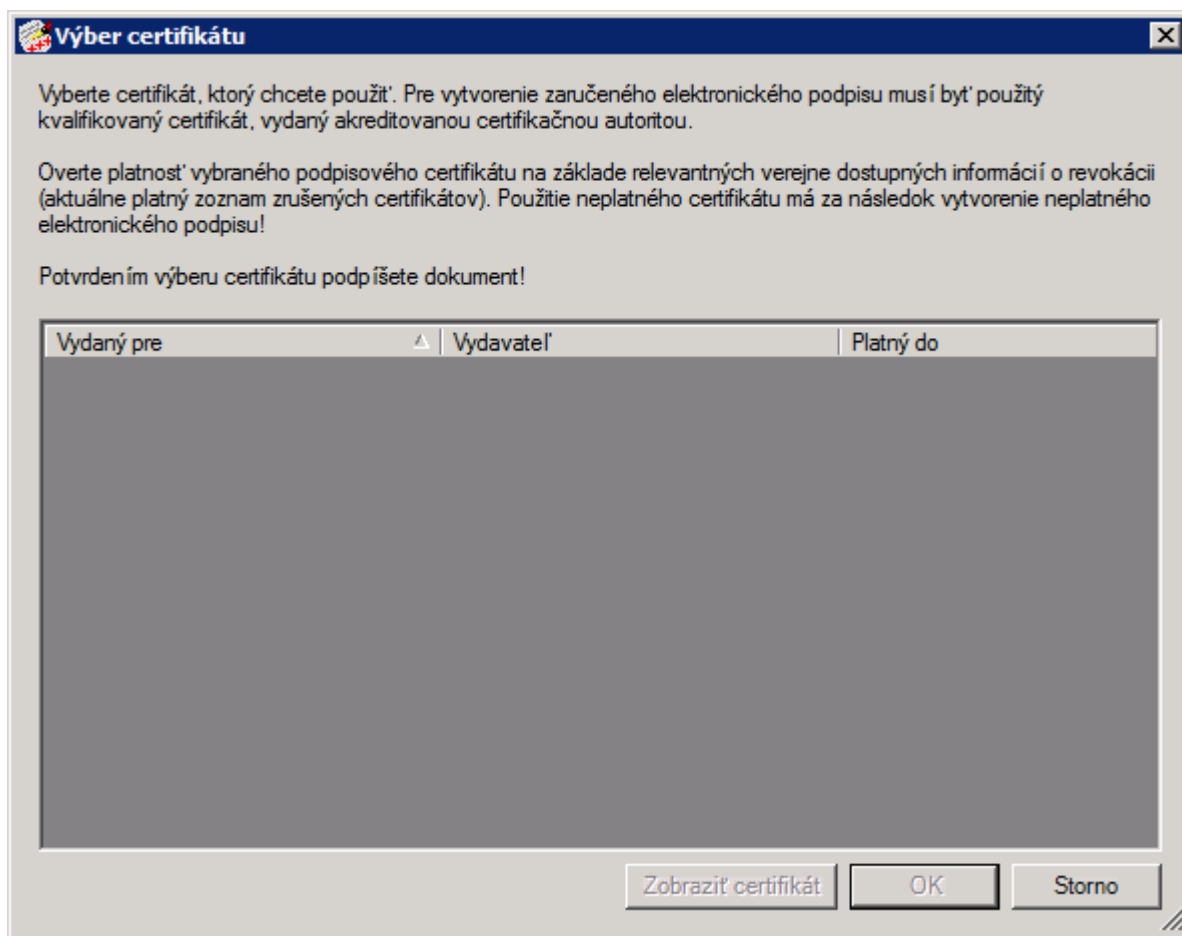 Výber certifikátu
Vyberte certifikát, ktorý chcete použiť. Pre vytvorenie zaručeného elektronického podpisu musí byť použitý
kvalifikovaný certifikát, vydaný akreditovanou certifikačnou autoritou.
Overte platnosť vybraného podpisového certifikátu na základe relevantných verejne dostupných informácií o revokácii
(aktuálne platný zoznam zrušených certifikátov). Použitie neplatného certifikátu má za následok vytvorenie neplatného
elektronického podpisu!
Potvrdením výberu certifikátu podpíšete dokument!
Vydaný pre Vydavateľ Platný do
Zobraziť certifikát OK Storno